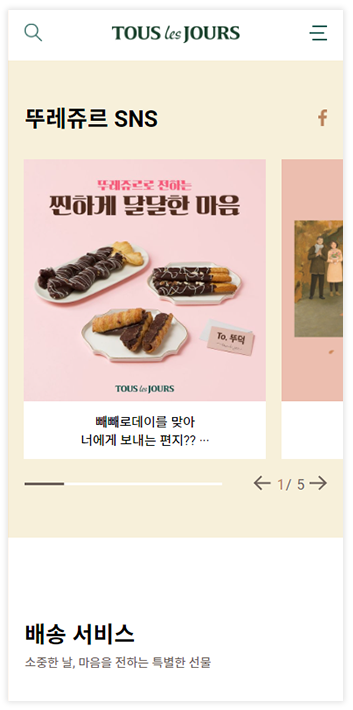 TOUS les JOURS
뚜레쥬르 SNS
뚜레쥬르로 전하는
찐하게 달달한 마음
To. 뚜덕
TOUS les JOURS
빼빼로데이를 맞아
너에게 보내는 편지?? ···
1/ 5
배송 서비스
소중한 날, 마음을 전하는 특별한 선물